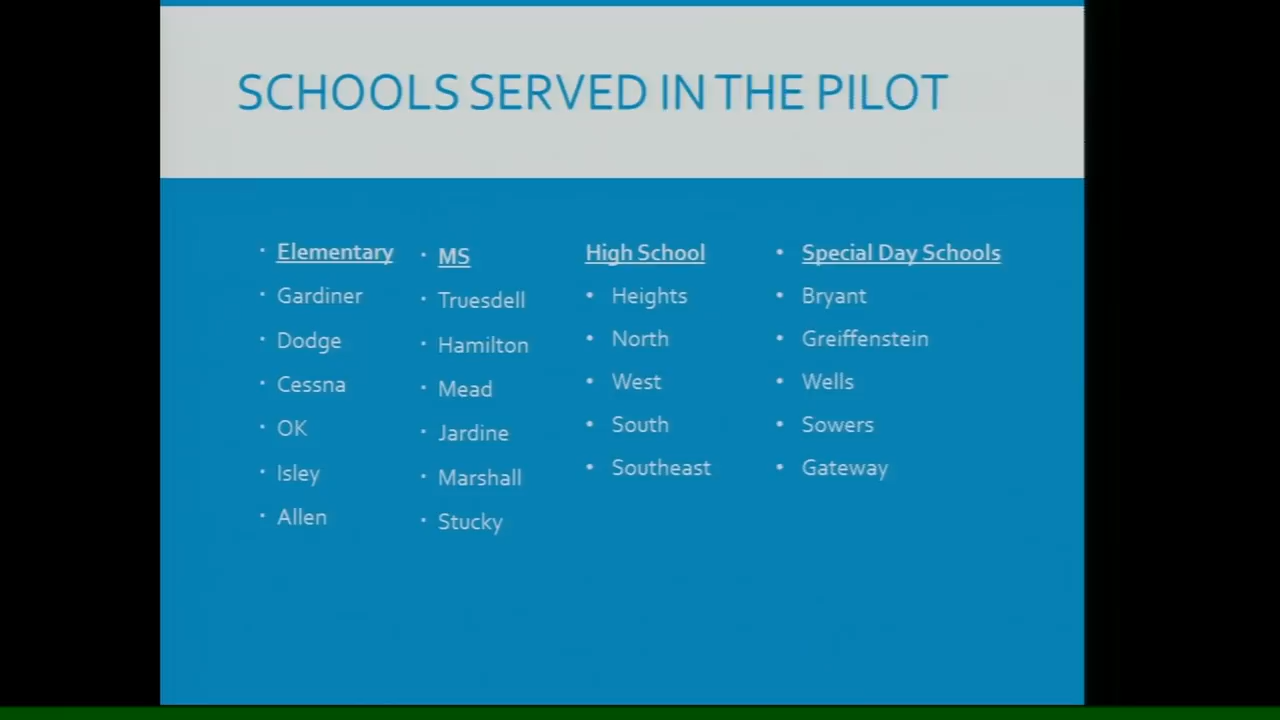 SCHOOLS SERVED IN THE PILOT
Elementary
Gardiner
Dodge
Cessna
OK
Isley
Allen
MS
Truesdell
Hamilton
Mead
Jardine
Marshall
Stucky
High School
Heights
North
West
South
Southeast
Special Day Schools
Bryant
Greiffenstein
Wells
Sowers
Gateway